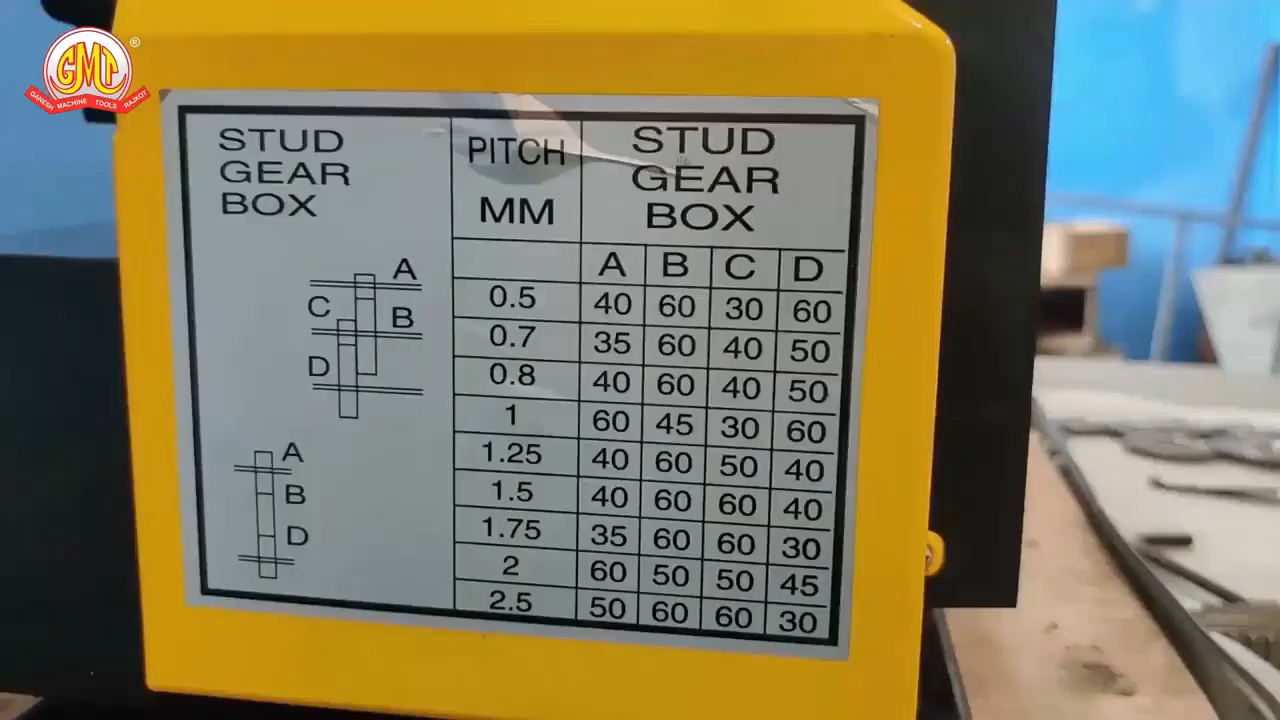 GMT
®
GANESH MACHINE TOOLS RAJKOT
STUD
GEAR
BOX
A
C
B
D
A
B
D
PITCH
MM
STUD
GEAR
BOX
A B C D
0.5 40 60 30 60
0.7 35 60 40 50
0.8 40 60 40 50
1 60 45 30 60
1.25 40 60 50 40
1.5 40 60 60 40
1.75 35 60 60 30
2 60 50 50 45
2.5 50 60 60 30